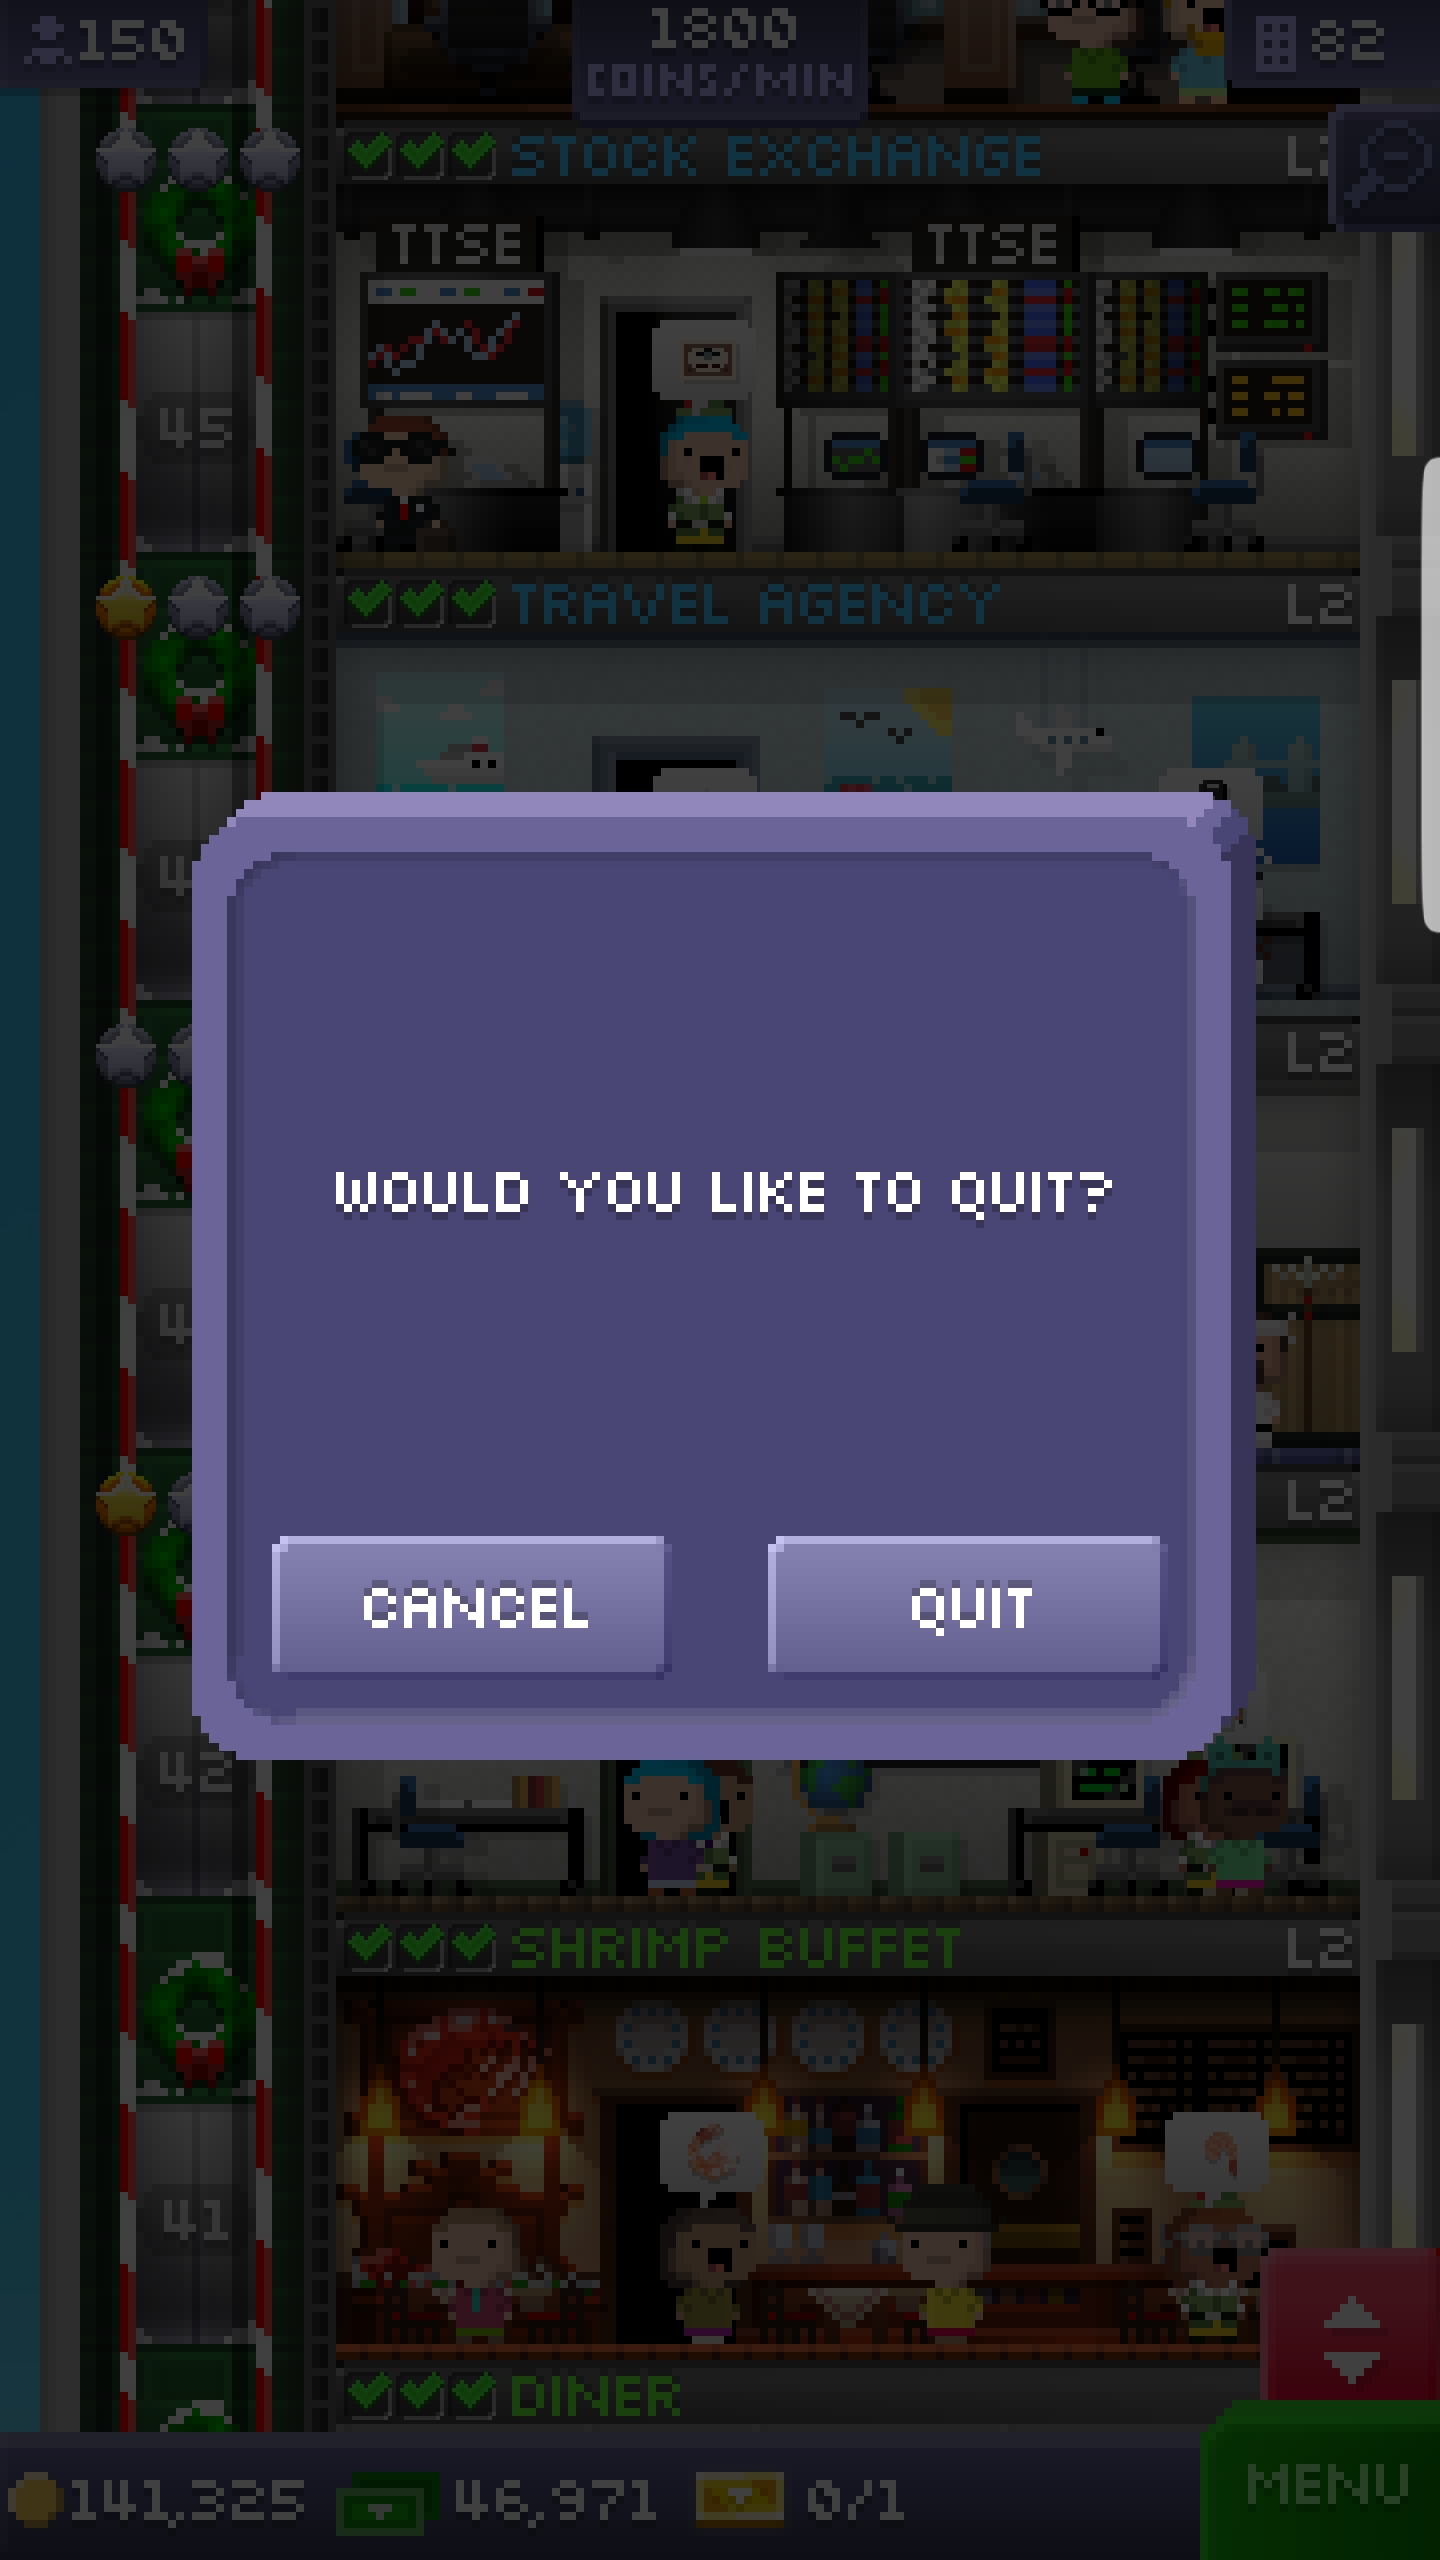 150
1800
COINS/MIN
82
STOCK EXCHANGE
TTSE TTSE
45
TRAVEL AGENCY L2
L2
WOULD YOU LIKE TO QUIT?
L2
CANCEL QUIT
42
SHRIMP BUFFET L2
41
DINER
141,325 46,971 0/1 MENU